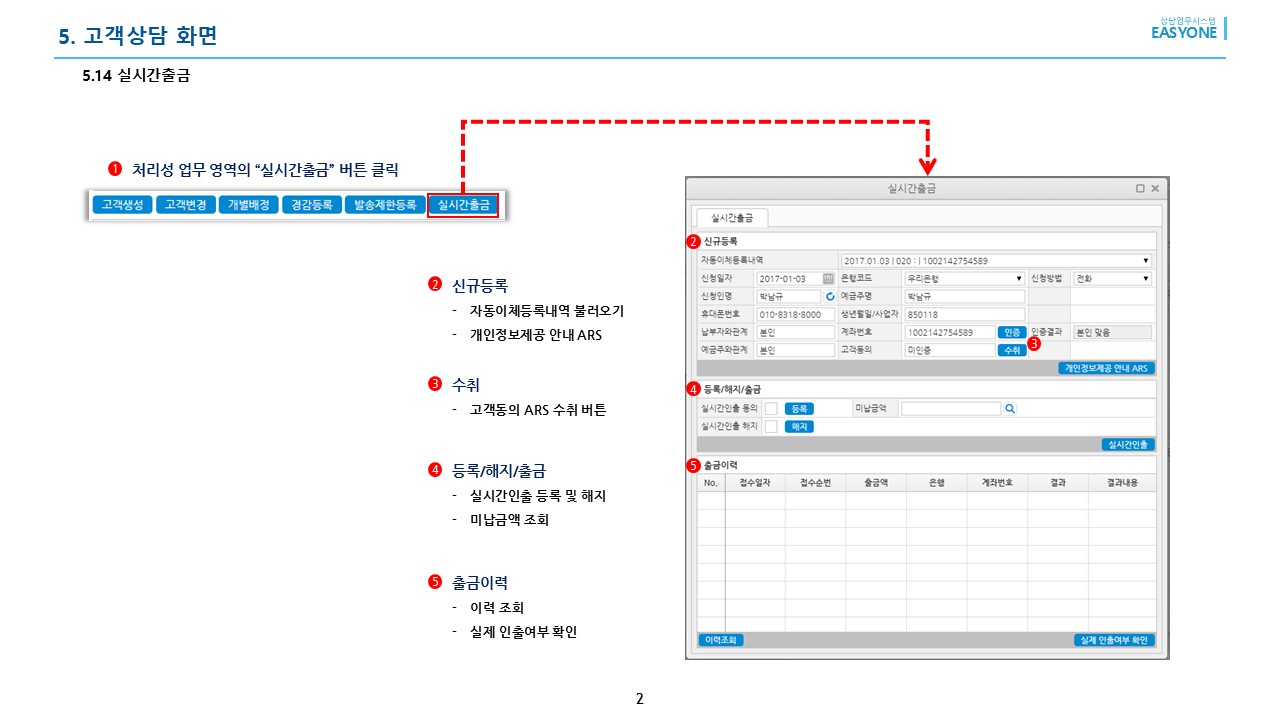 5. 고객상담 화면
상담업무시스템
EASYONE
5.14 실시간출금
1 처리성 업무 영역의 “실시간출금” 버튼 클릭
고객생성 고객변경 개별배정 경감등록 발송제한등록 실시간출금
2 신규등록
- 자동이체등록내역 불러오기
- 개인정보제공 안내 ARS
3 수취
- 고객동의 ARS 수취 버튼
4 등록/해지/출금
- 실시간인출 등록 및 해지
- 미납금액 조회
5 출금이력
- 이력 조회
- 실제 인출여부 확인
실시간출금
실시간출금
2 신규등록
자동이체등록내역 2017.01.03 | 020 : | 1002142754589
신청일자 2017-01-03 은행코드 우리은행 신청방법 전화
신청인명 박남규 예금주명 박남규
휴대폰번호 010-8318-8000 생년월일/사업자 850118
납부자와관계 본인 계좌번호 1002142754589 인증 인증결과 본인 맞음
예금주와관계 본인 고객동의 미인증 수취 3
개인정보제공 안내 ARS
4 등록/해지/출금
실시간인출 동의 등록 미납금액
실시간인출 해지 해지
실시간인출
5 출금이력
No. 접수일자 접수순번 출금액 은행 계좌번호 결과 결과내용
이력조회 실제 인출여부 확인
2